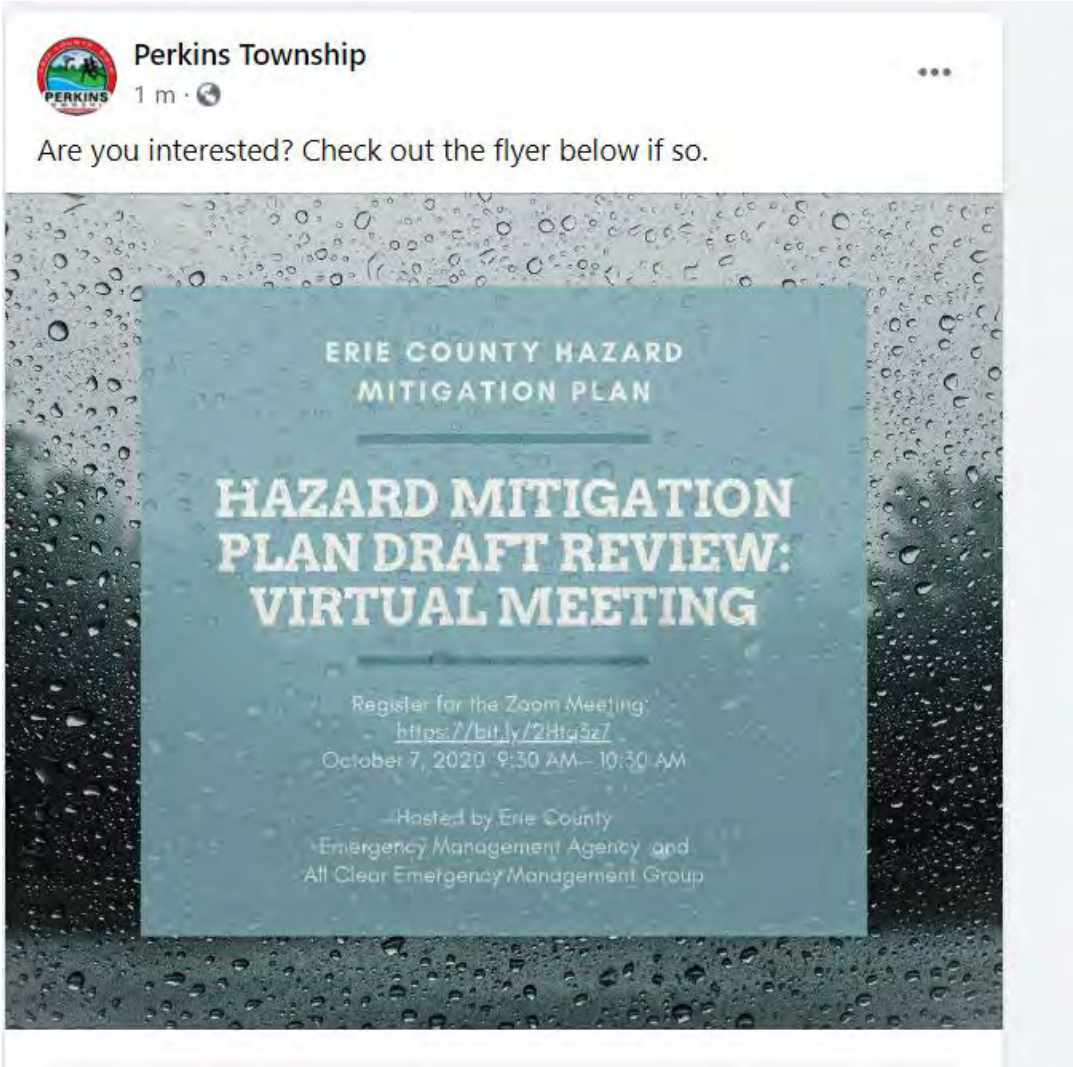 Perkins Township
1 m ·
Are you interested? Check out the flyer below if so.
PERKINS
ERIE COUNTY HAZARD
MITIGATION PLAN
HAZARD MITIGATION
PLAN DRAFT REVIEW:
VIRTUAL MEETING
Register for the Zoom Meeting:
October 7, 2020 9:30 AM – 10:30 AM
Hosted by Erie County
Emergency Management Agency and
All Clear Emergency Management Group